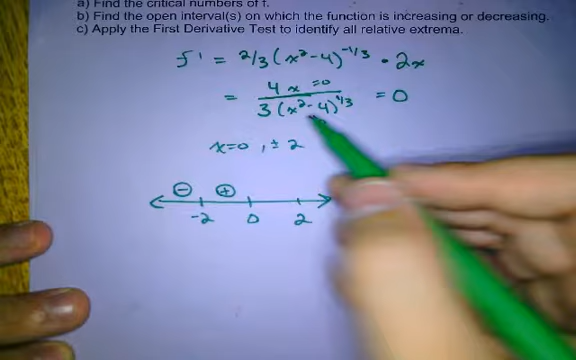 a) Find the critical numbers of f.
b) Find the open interval(s) on which the function is increasing or decreasing.
c) Apply the First Derivative Test to identify all relative extrema.
f' = 2/3 (x²-4)^-1/3 • 2x
= 4x =0 / 3(x²-4)^1/3 = 0
x=0, ±2
⊖ ⊕
-2 0 2